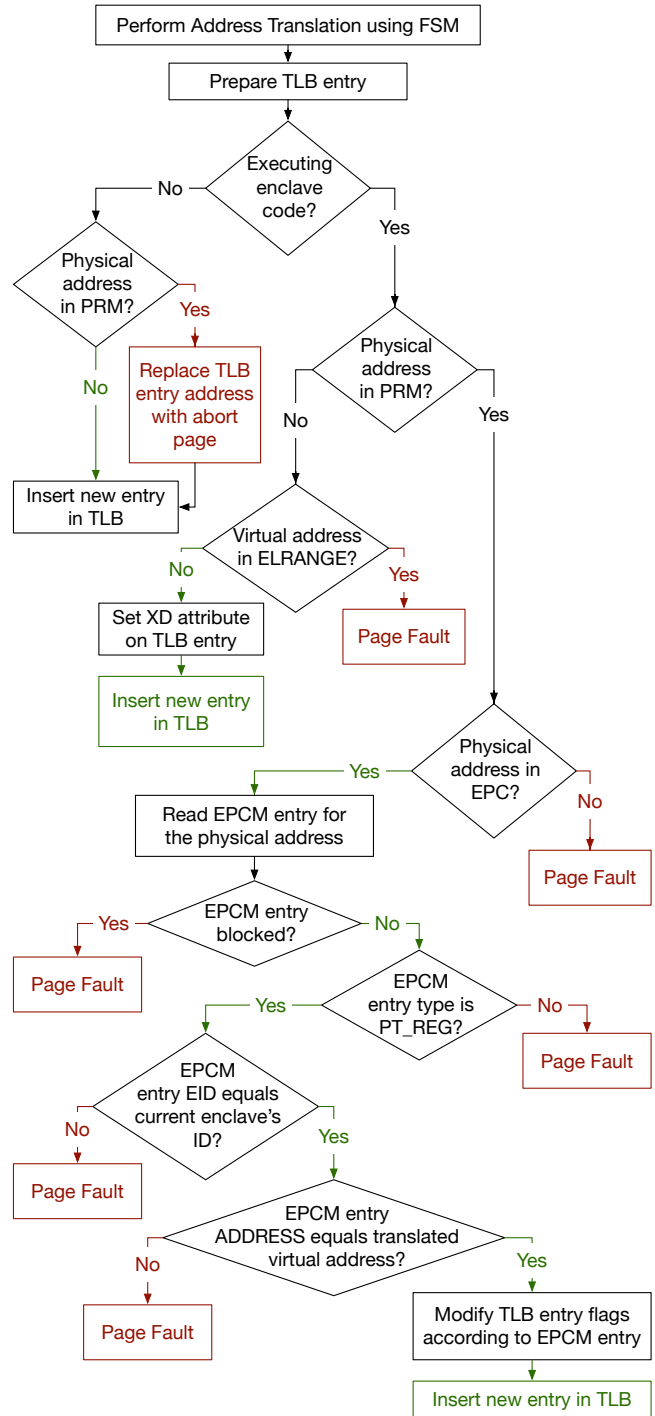 Perform Address Translation using FSM
Prepare TLB entry
Executing
enclave
code?
No
Yes
Physical
address
in PRM?
Yes
No
Replace TLB
entry address
with abort
page
Insert new entry
in TLB
Physical
address
in PRM?
No
Yes
Virtual address
in ELRANGE?
No
Yes
Set XD attribute
on TLB entry
Page Fault
Insert new entry
in TLB
Physical
address in
EPC?
Yes
No
Read EPCM entry for
the physical address
Page Fault
EPCM entry
blocked?
Yes
No
Page Fault
EPCM
entry type is
PT_REG?
Yes
No
Page Fault
EPCM
entry EID equals
current enclave's
ID?
No
Yes
Page Fault
EPCM entry
ADDRESS equals translated
virtual address?
No
Yes
Page Fault
Modify TLB entry flags
according to EPCM entry
Insert new entry in TLB